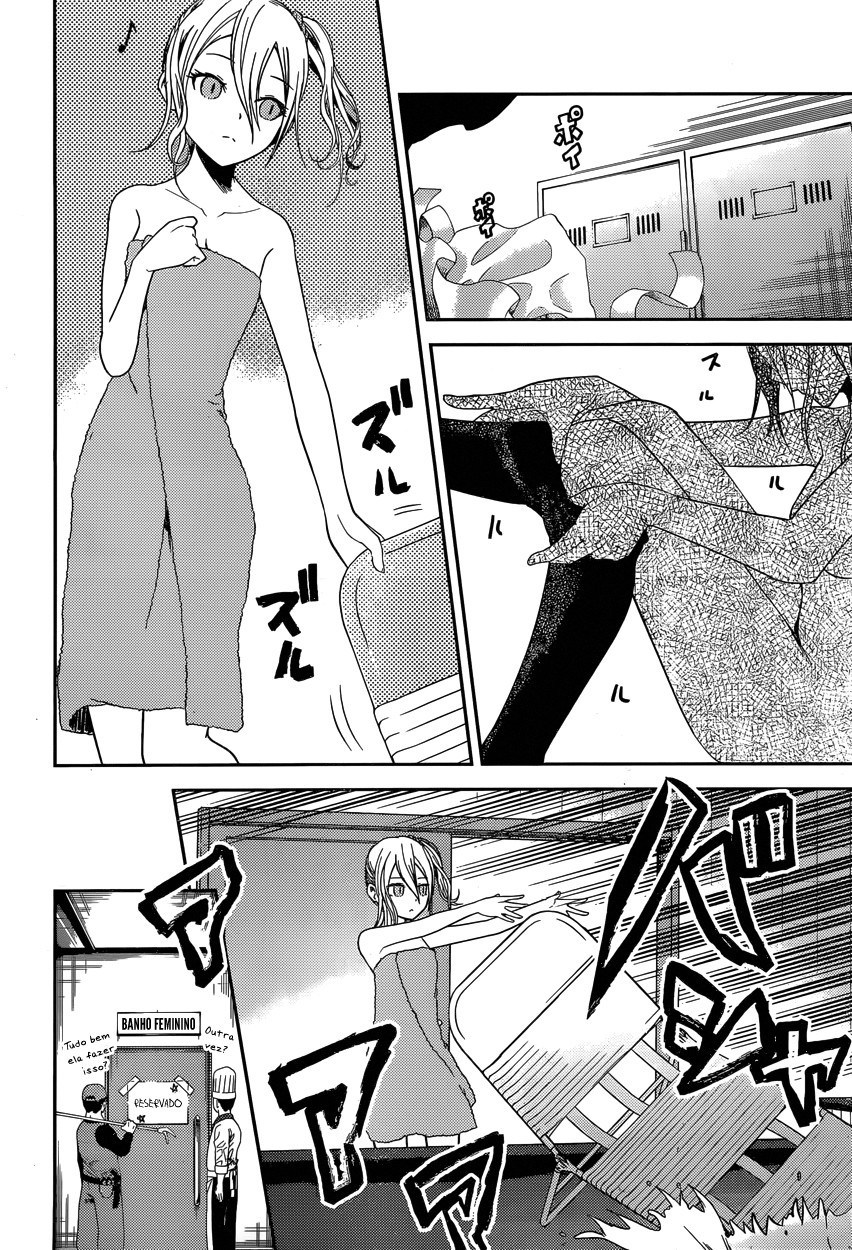 ポイ
ポイ
ス
ル
ル
ル
ル
♪
ズル
ズル
バシャアアア
BANHO FEMININO
Tudo bem
ela fazer
isso?
Outra
vez?
RESERVADO